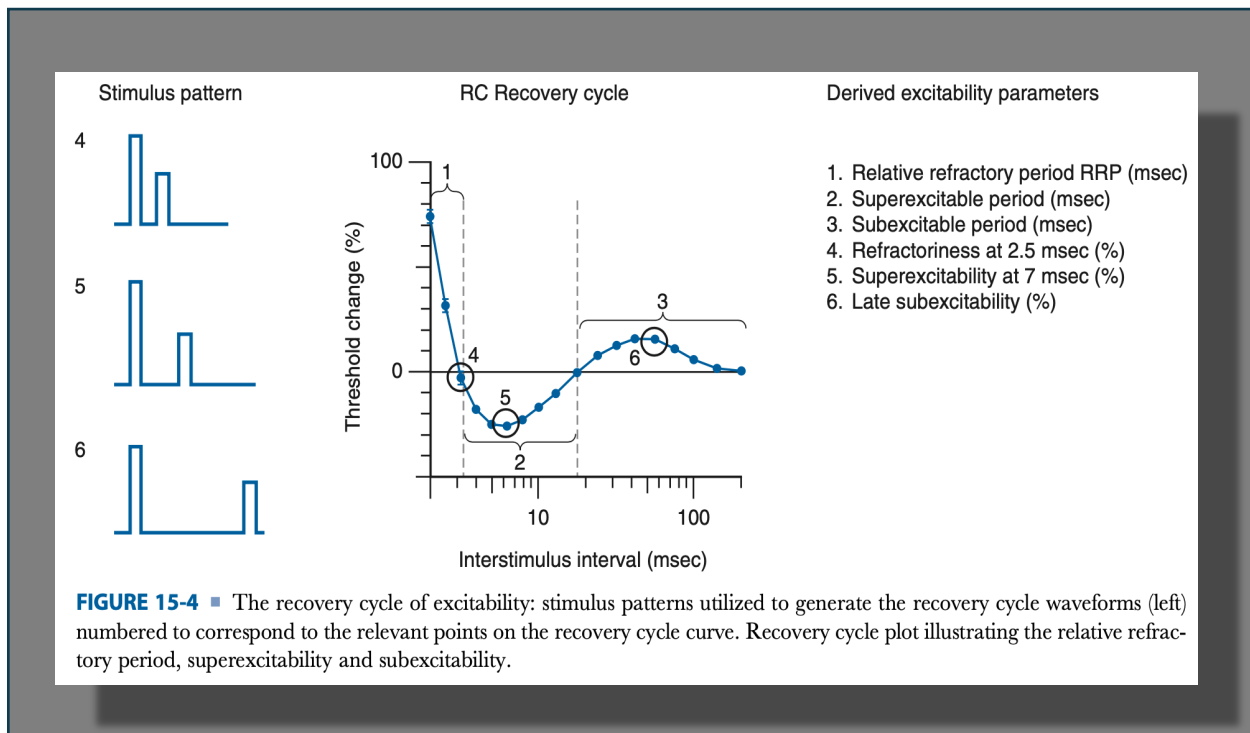 Stimulus pattern
4
5
6
RC Recovery cycle
Threshold change (%)
100
0
1
4
5
2
3
6
10
100
Interstimulus interval (msec)
Derived excitability parameters
1. Relative refractory period RRP (msec)
2. Superexcitable period (msec)
3. Subexcitable period (msec)
4. Refractoriness at 2.5 msec (%)
5. Superexcitability at 7 msec (%)
6. Late subexcitability (%)
FIGURE 15-4 ■ The recovery cycle of excitability: stimulus patterns utilized to generate the recovery cycle waveforms (left)
numbered to correspond to the relevant points on the recovery cycle curve. Recovery cycle plot illustrating the relative refrac-
tory period, superexcitability and subexcitability.